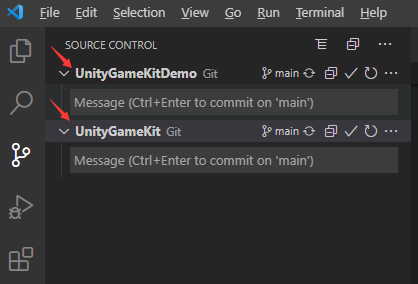 File Edit Selection View Go Run Terminal Help
SOURCE CONTROL
UnityGameKitDemo Git main
Message (Ctrl+Enter to commit on 'main')
UnityGameKit Git main
Message (Ctrl+Enter to commit on 'main')